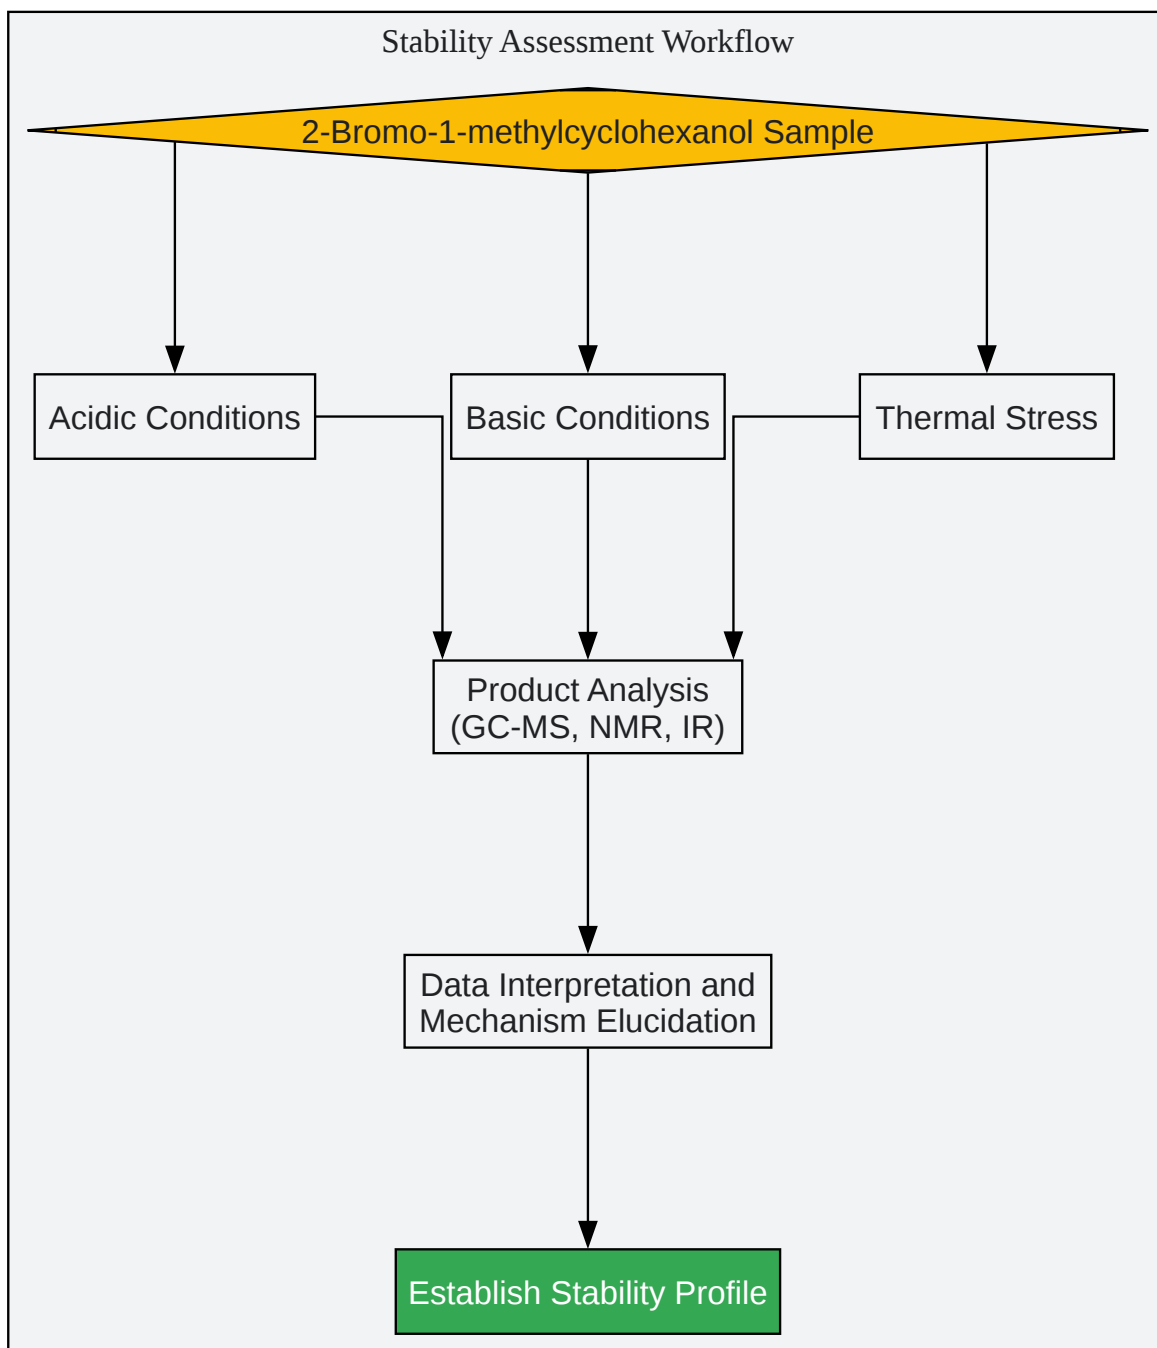 Stability Assessment Workflow
2-Bromo-1-methylcyclohexanol Sample
Acidic Conditions
Basic Conditions
Thermal Stress
Product Analysis
(GC-MS, NMR, IR)
Data Interpretation and
Mechanism Elucidation
Establish Stability Profile